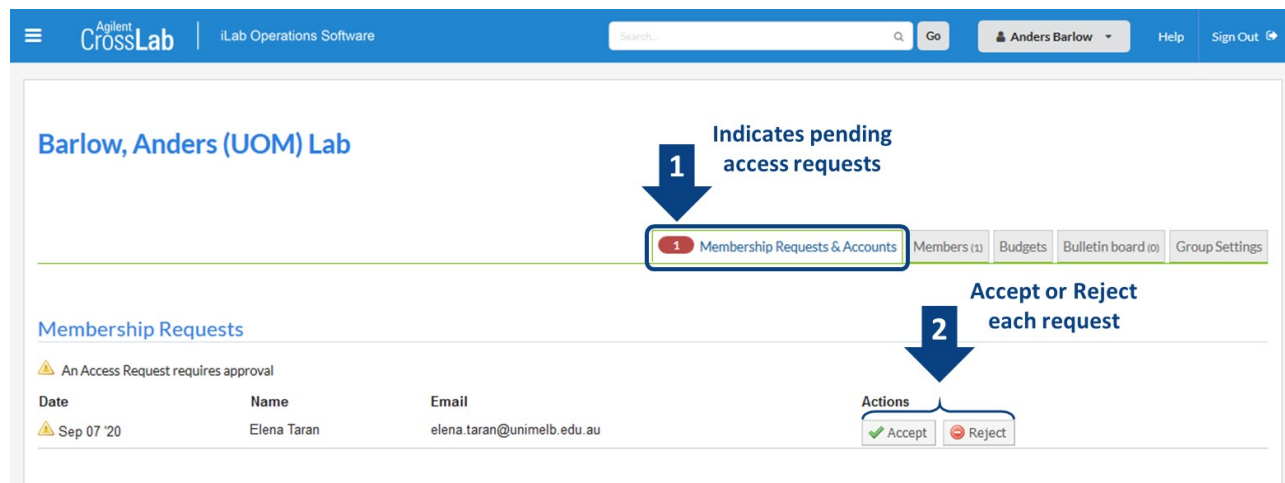 Agilent
CrossLab
iLab Operations Software
Search...
Go
Anders Barlow
Help
Sign Out
Barlow, Anders (UOM) Lab
1
Indicates pending
access requests
1 Membership Requests & Accounts
Members (1)
Budgets
Bulletin board (0)
Group Settings
2
Accept or Reject
each request
Membership Requests
An Access Request requires approval
Date Name Email Actions
Sep 07 '20 Elena Taran elena.taran@unimelb.edu.au Accept Reject